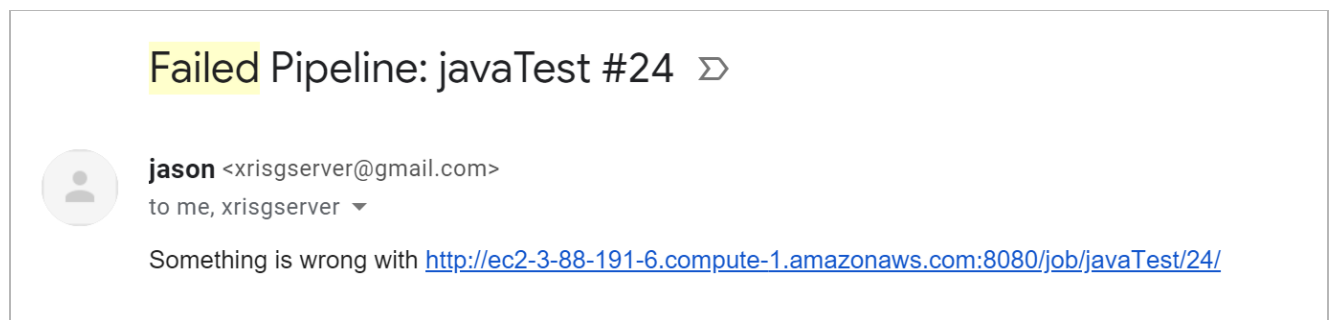 Failed Pipeline: javaTest #24
jason <xrisgserver@gmail.com>
to me, xrisgserver
Something is wrong with http://ec2-3-88-191-6.compute-1.amazonaws.com:8080/job/javaTest/24/